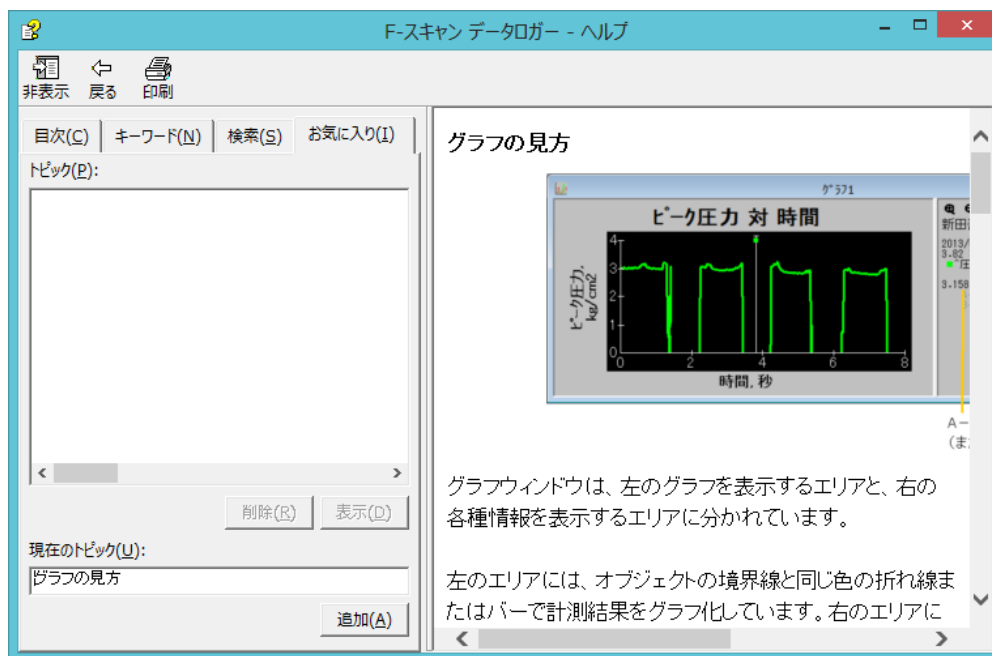 F-スキャン データロガー - ヘルプ
非表示 戻る 印刷
目次(C) キーワード(N) 検索(S) お気に入り(I)
トピック(P):
削除(R) 表示(D)
現在のトピック(U):
グラフの見方
追加(A)
グラフの見方
グラフ1
ピーク圧力 対 時間
ピーク圧力,
kg/cm2
4
3
2
1
0
0 2 4 6 8
時間, 秒
新田
2013/
3.82
圧
3.158
A-
(ま
グラフウィンドウは、左のグラフを表示するエリアと、右の
各種情報を表示するエリアに分かれています。
左のエリアには、オブジェクトの境界線と同じ色の折れ線ま
たはバーで計測結果をグラフ化しています。右のエリアに